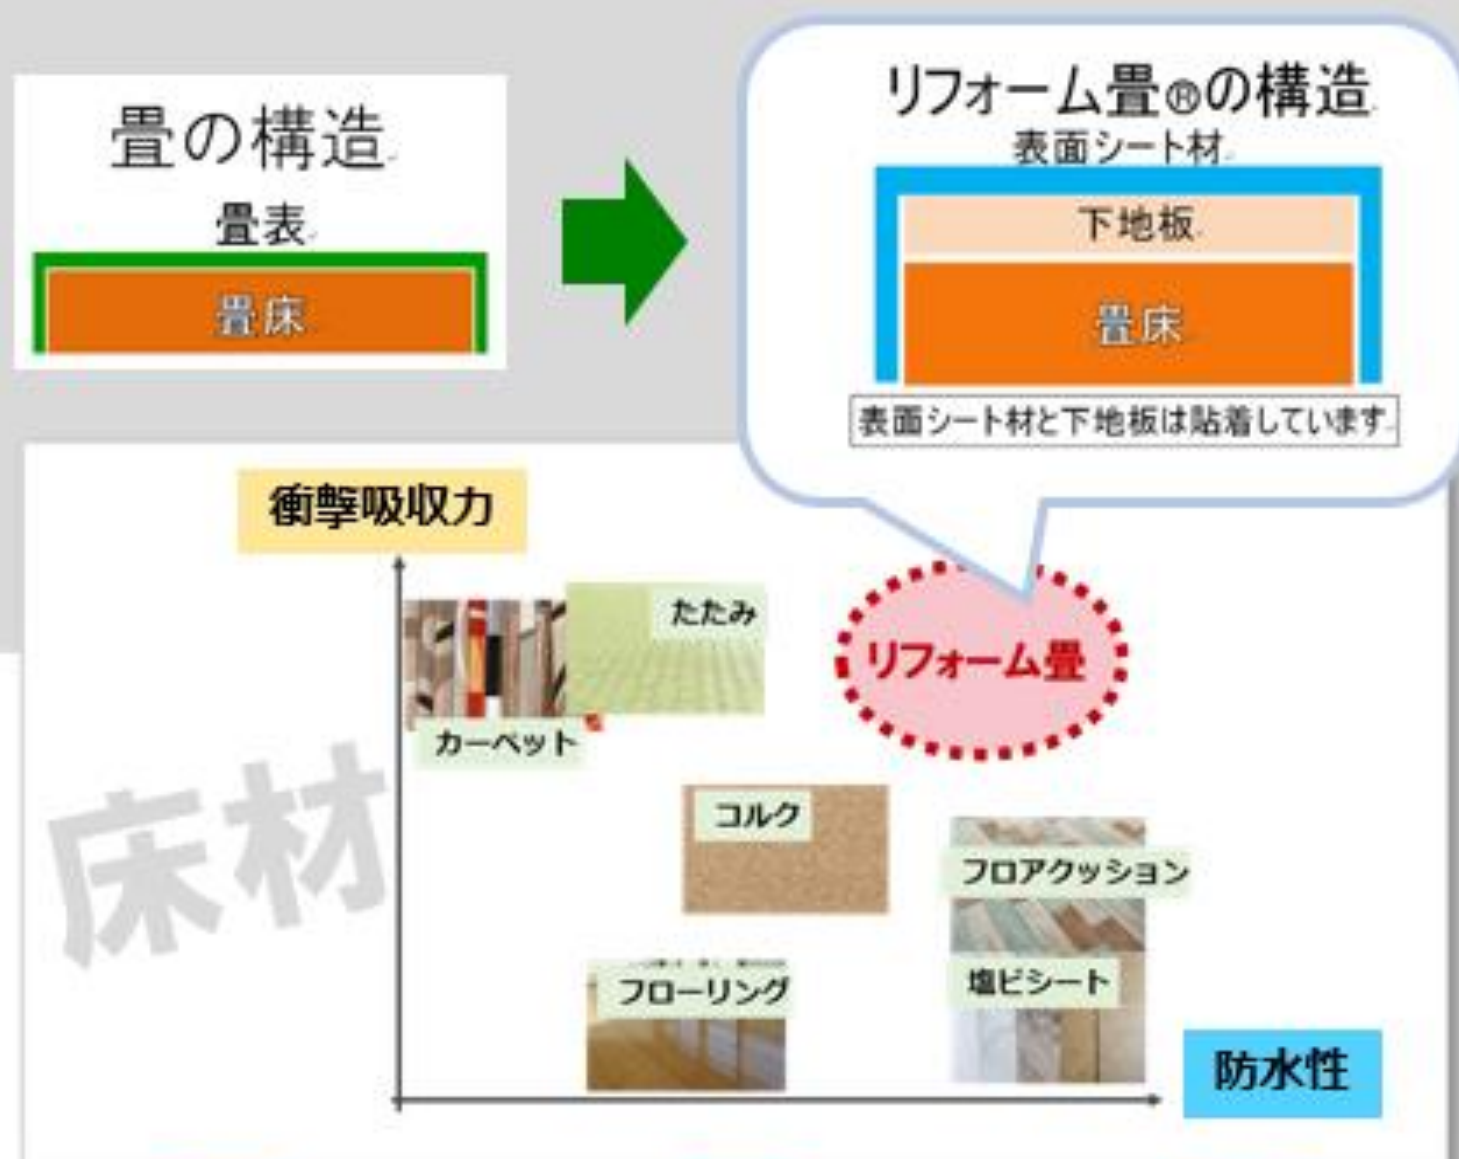 畳の構造
畳表
畳床
リフォーム畳®の構造
表面シート材
下地板
畳床
表面シート材と下地板は貼着しています
衝撃吸収力
たたみ
カーペット
リフォーム畳
コルク
フロアクッション
フローリング
塩ビシート
防水性
床材